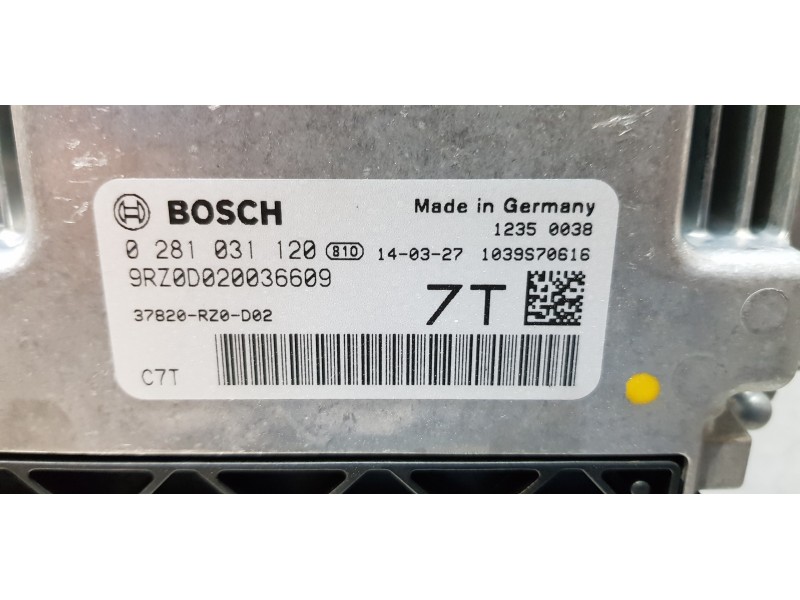 BOSCH Made in Germany
1235 0038
0 281 031 120 810 14-03-27 1039S70616
9RZ0D020036609
37820-RZ0-D02 7T
C7T